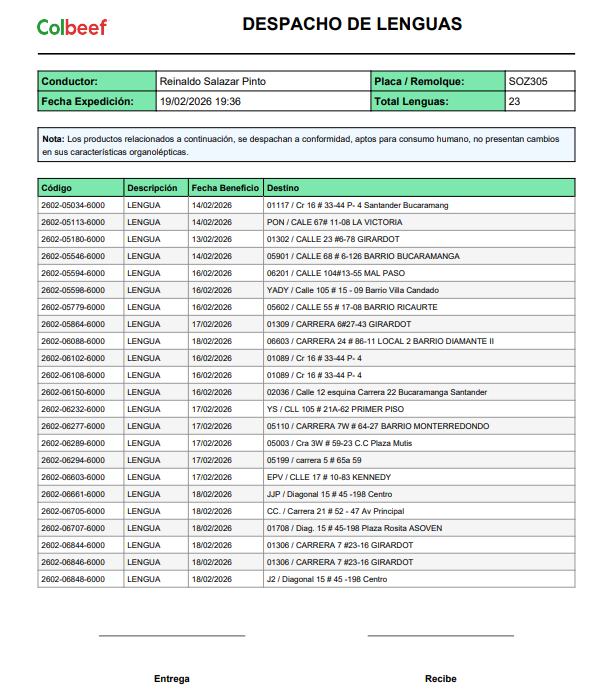 Colbeef
DESPACHO DE LENGUAS
Conductor: Reinaldo Salazar Pinto Placa / Remolque: SOZ305
Fecha Expedición: 19/02/2026 19:36 Total Lenguas: 23
Nota: Los productos relacionados a continuación, se despachan a conformidad, aptos para consumo humano, no presentan cambios
en sus características organolépticas.
Código Descripción Fecha Beneficio Destino
2602-05034-6000 LENGUA 14/02/2026 01117 / Cr 16 # 33-44 P- 4 Santander Bucaramang
2602-05113-6000 LENGUA 14/02/2026 PON / CALE 67# 11-08 LA VICTORIA
2602-05180-6000 LENGUA 13/02/2026 01302 / CALLE 23 #6-78 GIRARDOT
2602-05546-6000 LENGUA 14/02/2026 05901 / CALLE 68 # 6-126 BARRIO BUCARAMANGA
2602-05594-6000 LENGUA 16/02/2026 06201 / CALLE 104#13-55 MAL PASO
2602-05598-6000 LENGUA 16/02/2026 YADY / Calle 105 # 15 - 09 Barrio Villa Candado
2602-05779-6000 LENGUA 16/02/2026 05602 / CALLE 55 # 17-08 BARRIO RICAURTE
2602-05864-6000 LENGUA 17/02/2026 01309 / CARRERA 6#27-43 GIRARDOT
2602-06088-6000 LENGUA 18/02/2026 06603 / CARRERA 24 # 86-11 LOCAL 2 BARRIO DIAMANTE II
2602-06102-6000 LENGUA 16/02/2026 01089 / Cr 16 # 33-44 P- 4
2602-06108-6000 LENGUA 16/02/2026 01089 / Cr 16 # 33-44 P- 4
2602-06150-6000 LENGUA 16/02/2026 02036 / Calle 12 esquina Carrera 22 Bucaramanga Santander
2602-06232-6000 LENGUA 17/02/2026 YS / CLL 105 # 21A-62 PRIMER PISO
2602-06277-6000 LENGUA 17/02/2026 05110 / CARRERA 7W # 64-27 BARRIO MONTERREDONDO
2602-06289-6000 LENGUA 17/02/2026 05003 / Cra 3W # 59-23 C.C Plaza Mutis
2602-06294-6000 LENGUA 17/02/2026 05199 / carrera 5 # 65a 59
2602-06603-6000 LENGUA 17/02/2026 EPV / CLLE 17 # 10-83 KENNEDY
2602-06661-6000 LENGUA 18/02/2026 JJP / Diagonal 15 # 45 -198 Centro
2602-06705-6000 LENGUA 18/02/2026 CC. / Carrera 21 # 52 - 47 Av Principal
2602-06707-6000 LENGUA 18/02/2026 01708 / Diag. 15 # 45-198 Plaza Rosita ASOVEN
2602-06844-6000 LENGUA 18/02/2026 01306 / CARRERA 7 #23-16 GIRARDOT
2602-06846-6000 LENGUA 18/02/2026 01306 / CARRERA 7 #23-16 GIRARDOT
2602-06848-6000 LENGUA 18/02/2026 J2 / Diagonal 15 # 45 -198 Centro
Entrega Recibe